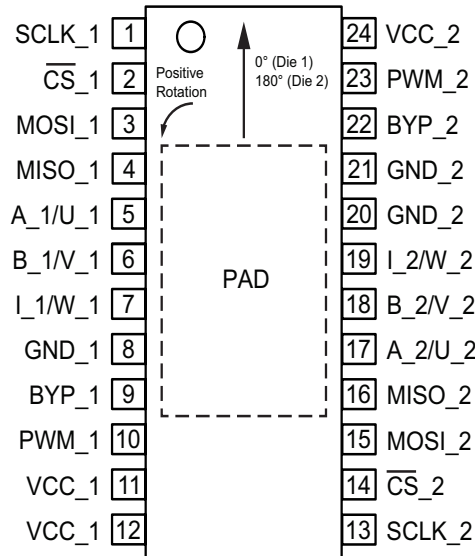 SCLK_1 1
CS_1 2
MOSI_1 3
MISO_1 4
A_1/U_1 5
B_1/V_1 6
I_1/W_1 7
GND_1 8
BYP_1 9
PWM_1 10
VCC_1 11
VCC_1 12
Positive
Rotation
0° (Die 1)
180° (Die 2)
PAD
24 VCC_2
23 PWM_2
22 BYP_2
21 GND_2
20 GND_2
19 I_2/W_2
18 B_2/V_2
17 A_2/U_2
16 MISO_2
15 MOSI_2
14 CS_2
13 SCLK_2